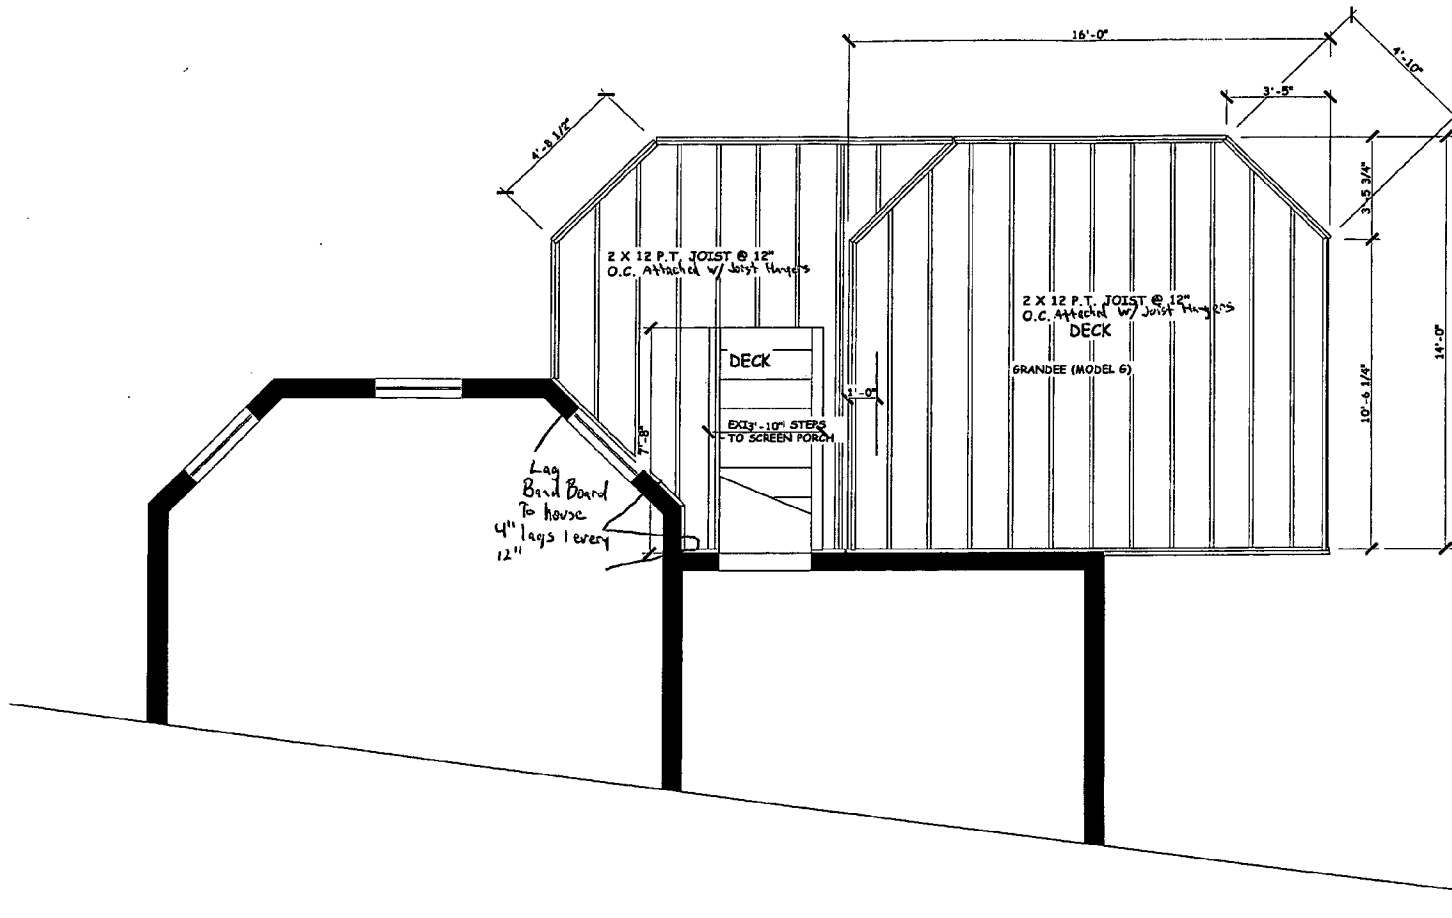 16'-0"
4'-10"
3'-5"
4'-8 1/2"
3'-5 3/4"
2 X 12 P.T. JOIST @ 12"
O.C. Attached w/ Joist Hangers
2 X 12 P.T. JOIST @ 12"
O.C. Attached W/ Joist Hangers
DECK
14'-0"
DECK
GRANDEE (MODEL G)
1'-0"
10'-6 1/4"
EXI3'-10" STEPS
TO SCREEN PORCH
7'-8"
Lag
Band Board
To house
4" lags 1 every
12"